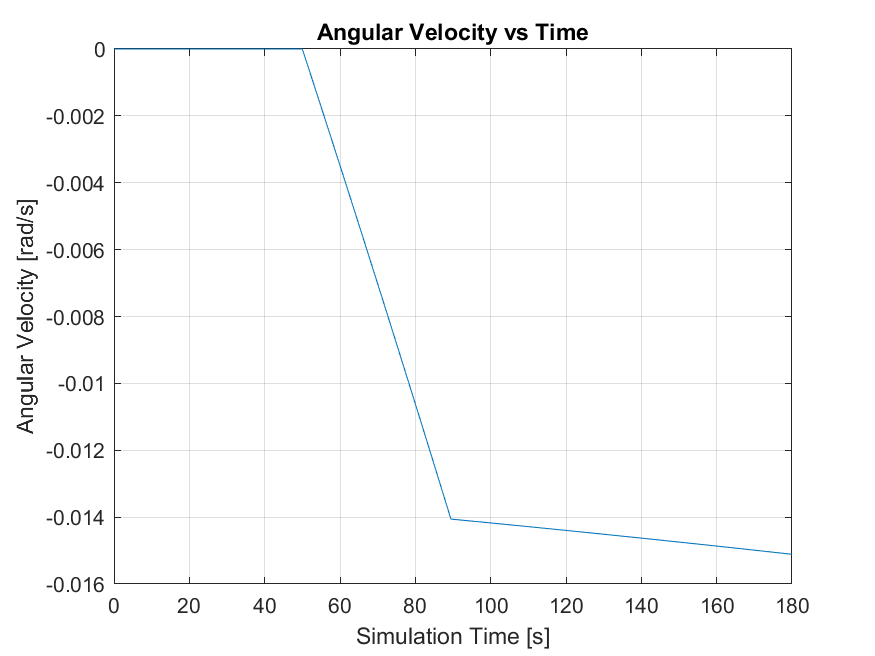 Angular Velocity vs Time
0
-0.002
-0.004
-0.006
-0.008
-0.01
-0.012
-0.014
-0.016
Angular Velocity [rad/s]
0 20 40 60 80 100 120 140 160 180
Simulation Time [s]